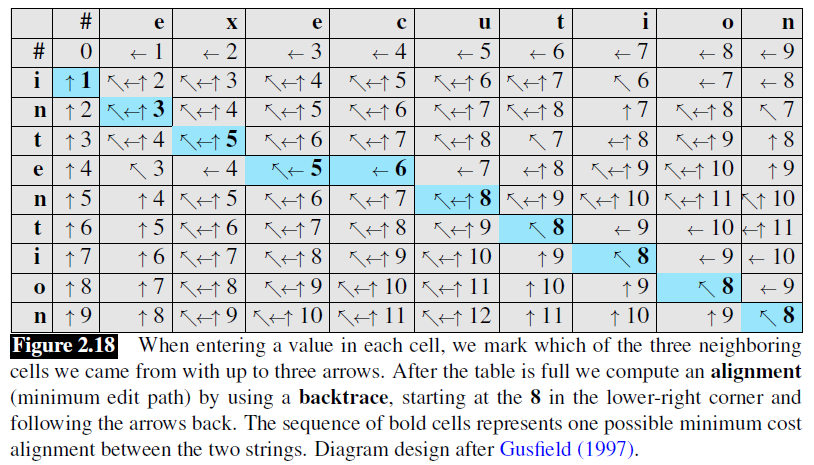 # e x e c u t i o n
# 0 ← 1 ← 2 ← 3 ← 4 ← 5 ← 6 ← 7 ← 8 ← 9
i ↑ 1 ↖←↑ 2 ↖←↑ 3 ↖←↑ 4 ↖←↑ 5 ↖←↑ 6 ↖←↑ 7 ↖ 6 ← 7 ← 8
n ↑ 2 ↖←↑ 3 ↖←↑ 4 ↖←↑ 5 ↖←↑ 6 ↖←↑ 7 ↖←↑ 8 ↑ 7 ↖←↑ 8 ↖ 7
t ↑ 3 ↖←↑ 4 ↖←↑ 5 ↖←↑ 6 ↖←↑ 7 ↖←↑ 8 ↖ 7 ←↑ 8 ↖←↑ 9 ↑ 8
e ↑ 4 ↖ 3 ← 4 ↖← 5 ← 6 ← 7 ←↑ 8 ↖←↑ 9 ↖←↑ 10 ↑ 9
n ↑ 5 ↑ 4 ↖←↑ 5 ↖←↑ 6 ↖←↑ 7 ↖←↑ 8 ↖←↑ 9 ↖←↑ 10 ↖←↑ 11 ↖↑ 10
t ↑ 6 ↑ 5 ↖←↑ 6 ↖←↑ 7 ↖←↑ 8 ↖←↑ 9 ↖ 8 ← 9 ← 10 ←↑ 11
i ↑ 7 ↑ 6 ↖←↑ 7 ↖←↑ 8 ↖←↑ 9 ↖←↑ 10 ↑ 9 ↖ 8 ← 9 ← 10
o ↑ 8 ↑ 7 ↖←↑ 8 ↖←↑ 9 ↖←↑ 10 ↖←↑ 11 ↑ 10 ↑ 9 ↖ 8 ← 9
n ↑ 9 ↑ 8 ↖←↑ 9 ↖←↑ 10 ↖←↑ 11 ↖←↑ 12 ↑ 11 ↑ 10 ↑ 9 ↖ 8
Figure 2.18 When entering a value in each cell, we mark which of the three neighboring
cells we came from with up to three arrows. After the table is full we compute an alignment
(minimum edit path) by using a backtrace, starting at the 8 in the lower-right corner and
following the arrows back. The sequence of bold cells represents one possible minimum cost
alignment between the two strings. Diagram design after Gusfield (1997).